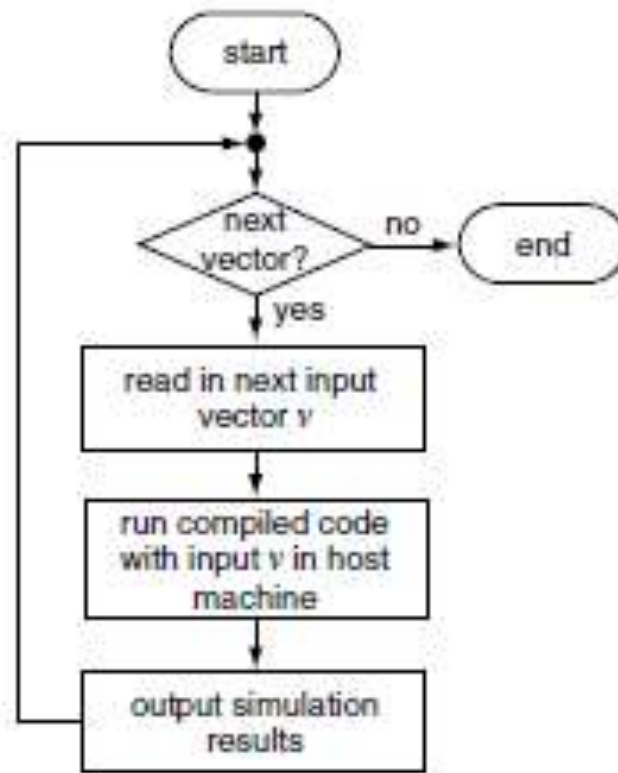 start
next
vector?
no
end
yes
read in next input
vector v
run compiled code
with input v in host
machine
output simulation
results